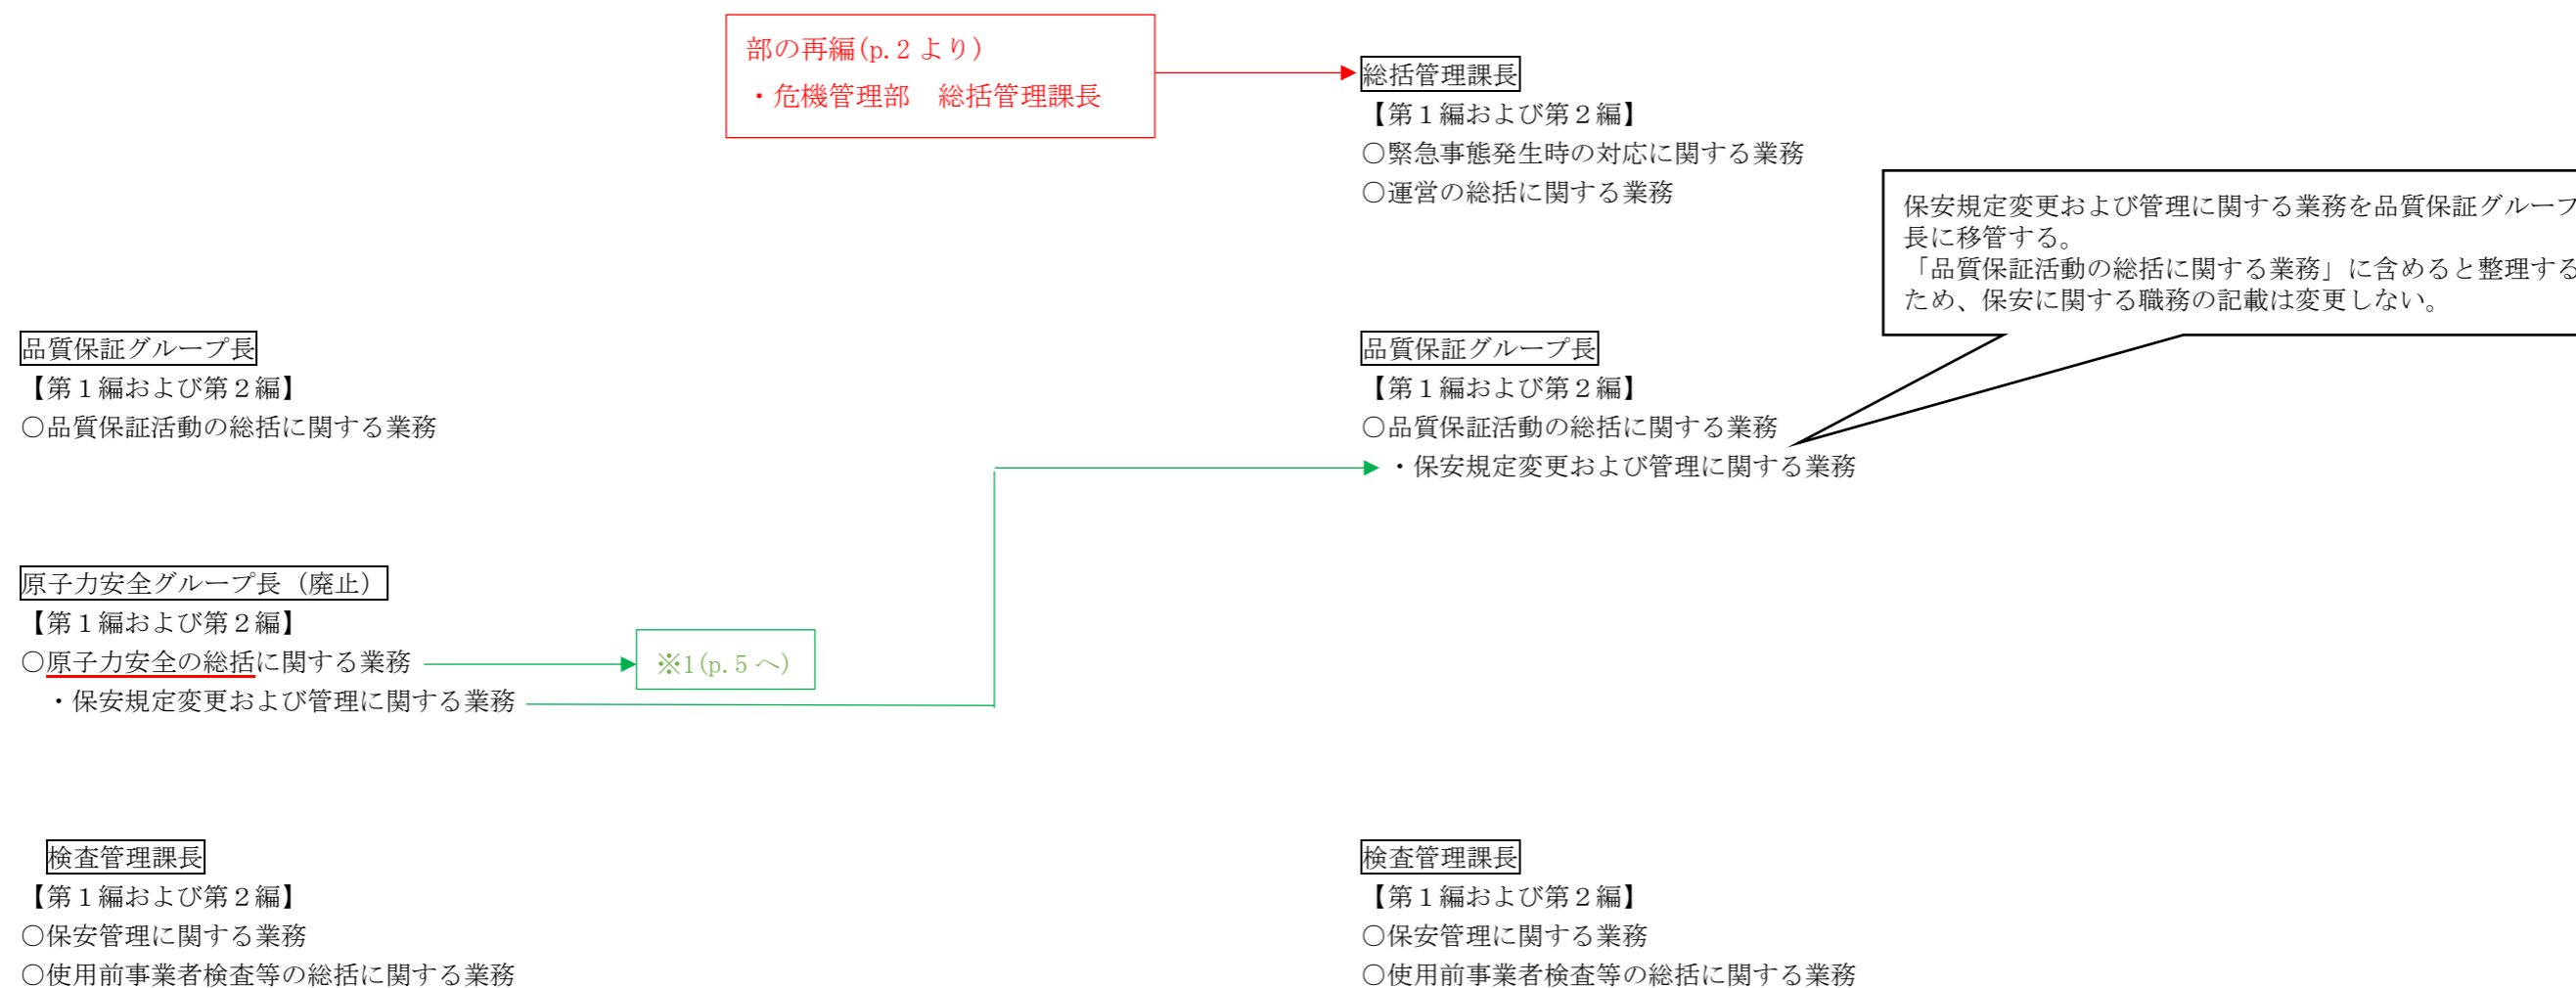 部の再編(p.2 より)
・危機管理部　総括管理課長
総括管理課長
【第１編および第２編】
○緊急事態発生時の対応に関する業務
○運営の総括に関する業務
保安規定変更および管理に関する業務を品質保証グループ
長に移管する。
「品質保証活動の総括に関する業務」に含めると整理する
ため、保安に関する職務の記載は変更しない。
品質保証グループ長
【第１編および第２編】
○品質保証活動の総括に関する業務
品質保証グループ長
【第１編および第２編】
○品質保証活動の総括に関する業務
・保安規定変更および管理に関する業務
原子力安全グループ長（廃止）
【第１編および第２編】
○原子力安全の総括に関する業務
・保安規定変更および管理に関する業務
※1(p.5 へ)
検査管理課長
【第１編および第２編】
○保安管理に関する業務
○使用前事業者検査等の総括に関する業務
検査管理課長
【第１編および第２編】
○保安管理に関する業務
○使用前事業者検査等の総括に関する業務